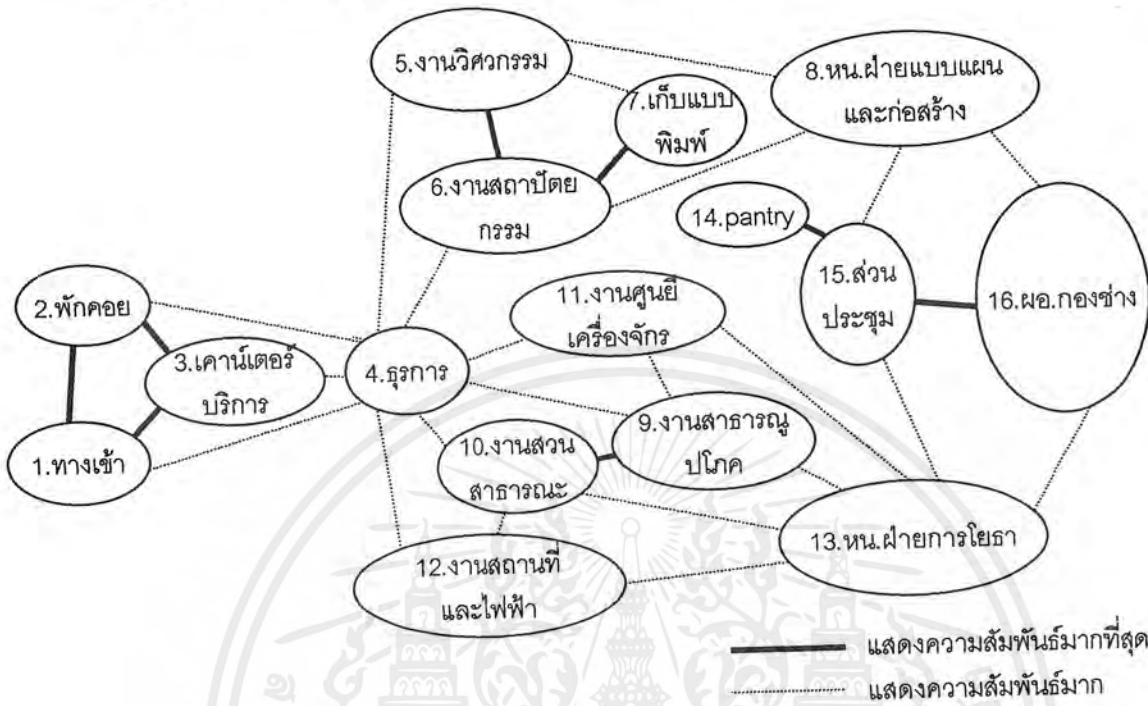 5.งานวิศวกรรม
7.เก็บแบบ
พิมพ์
8.หน.ฝ่ายแบบแผน
และก่อสร้าง
6.งานสถาปัตย
กรรม
14.pantry
15.ส่วน
ประชุม
16.ผอ.กองช่าง
2.พักคอย
3.เคาน์เตอร์
บริการ
1.ทางเข้า
4.ธุรการ
11.งานศูนย์
เครื่องจักร
9.งานสาธารณู
ปโภค
10.งานสวน
สาธารณะ
12.งานสถานที่
และไฟฟ้า
13.หน.ฝ่ายการโยธา
แสดงความสัมพันธ์มากที่สุด
แสดงความสัมพันธ์มาก